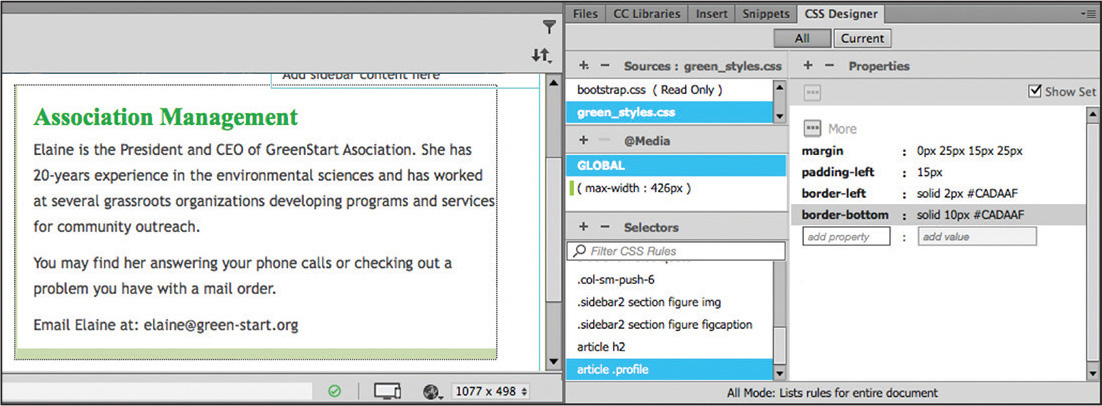 Files CC Libraries Insert Snippets CSS Designer
All Current
Sources : green_styles.css
bootstrap.css ( Read Only )
green_styles.css
@Media
GLOBAL
( max-width : 426px )
Selectors
Filter CSS Rules
.col-sm-push-6
.sidebar2 section figure img
.sidebar2 section figure figcaption
article h2
article .profile
Properties
Show Set
More
margin : 0px 25px 15px 25px
padding-left : 15px
border-left : solid 2px #CADAAF
border-bottom : solid 10px #CADAAF
add property : add value
All Mode: Lists rules for entire document
Add sidebar content here
Association Management
Elaine is the President and CEO of GreenStart Asociation. She has
20-years experience in the environmental sciences and has worked
at several grassroots organizations developing programs and services
for community outreach.
You may find her answering your phone calls or checking out a
problem you have with a mail order.
Email Elaine at: elaine@green-start.org
1077 x 498